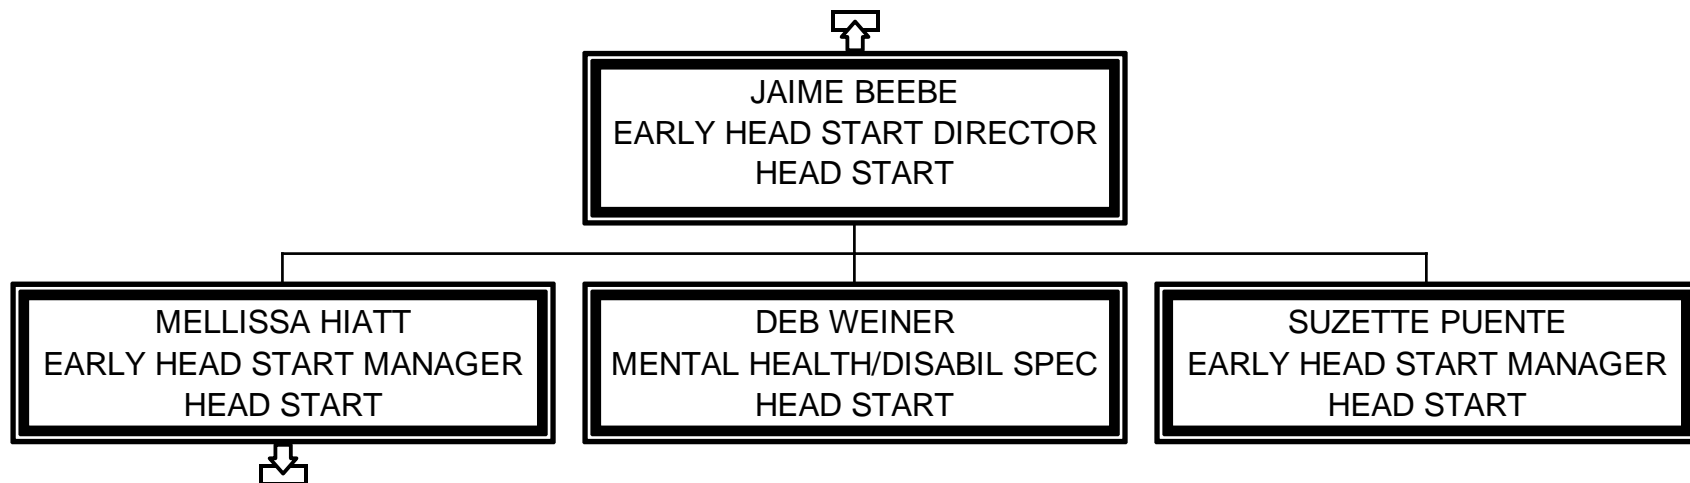 JAIME BEEBE
EARLY HEAD START DIRECTOR
HEAD START
MELLISSA HIATT
EARLY HEAD START MANAGER
HEAD START
DEB WEINER
MENTAL HEALTH/DISABIL SPEC
HEAD START
SUZETTE PUENTE
EARLY HEAD START MANAGER
HEAD START